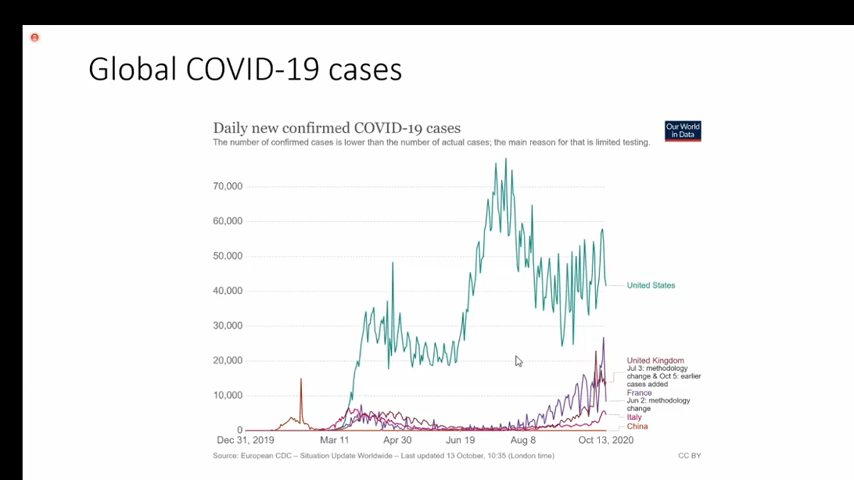 Global COVID-19 cases
Daily new confirmed COVID-19 cases
The number of confirmed cases is lower than the number of actual cases; the main reason for that is limited testing.
Our World
in Data
70,000
60,000
50,000
40,000
30,000
20,000
10,000
0
United States
United Kingdom
Jul 3: methodology
change & Oct 5: earlier
cases added
France
Jun 2: methodology
change
Italy
China
Dec 31, 2019
Mar 11
Apr 30
Jun 19
Aug 8
Oct 13, 2020
Source: European CDC – Situation Update Worldwide – Last updated 13 October, 10:35 (London time)
CC BY